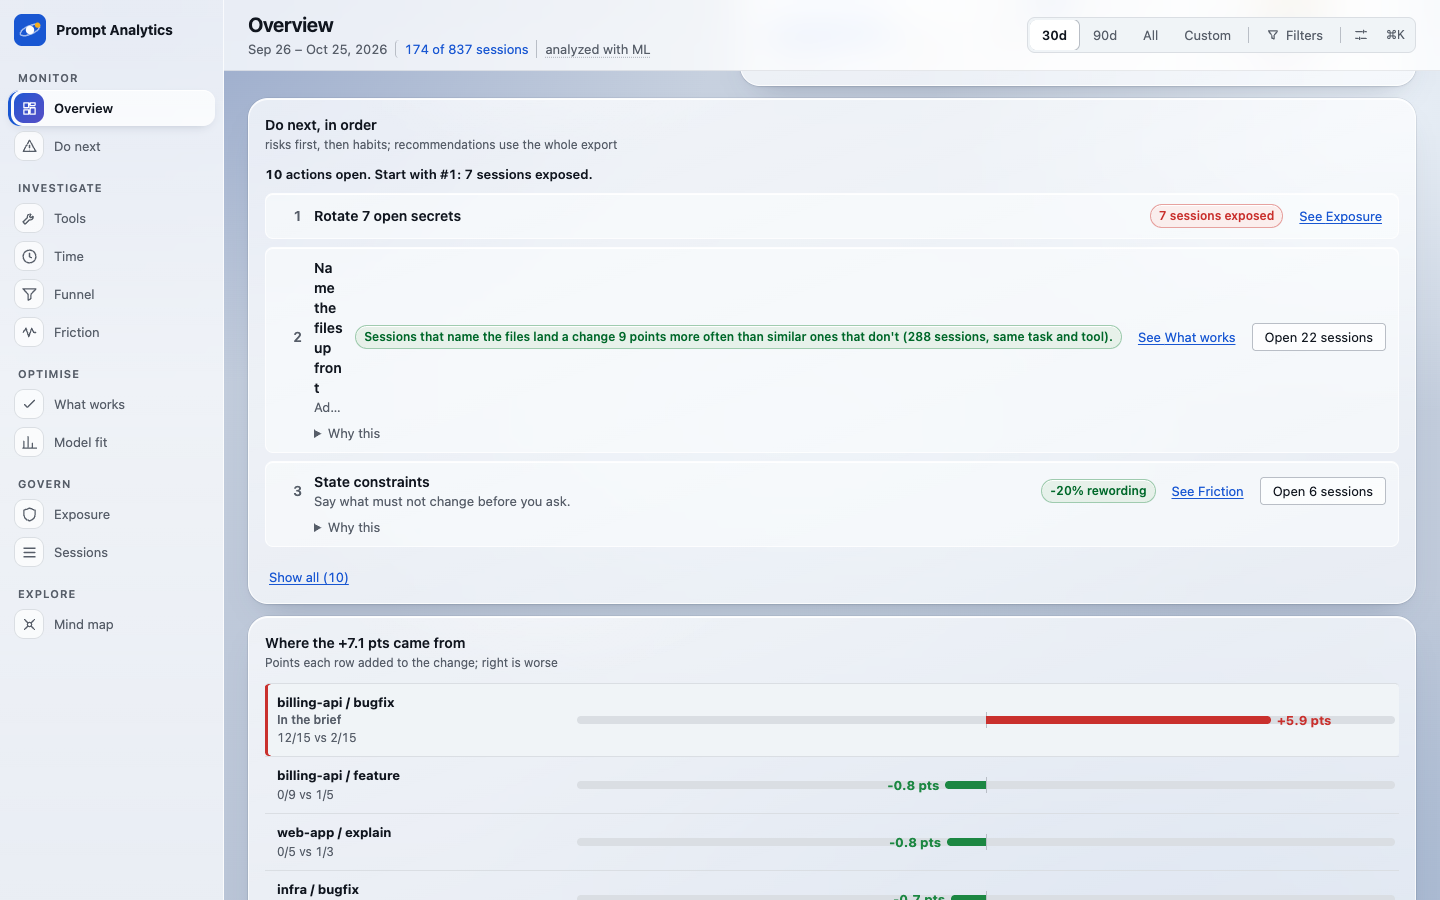 Prompt Analytics
MONITOR
Overview
Do next
INVESTIGATE
Tools
Time
Funnel
Friction
OPTIMISE
What works
Model fit
GOVERN
Exposure
Sessions
EXPLORE
Mind map
Overview
Sep 26 – Oct 25, 2026 174 of 837 sessions analyzed with ML
30d 90d All Custom Filters ⌘K
Do next, in order
risks first, then habits; recommendations use the whole export
10 actions open. Start with #1: 7 sessions exposed.
1 Rotate 7 open secrets 7 sessions exposed See Exposure
2
Na
me
the
files
up
fron
t
Ad…
Sessions that name the files land a change 9 points more often than similar ones that don't (288 sessions, same task and tool). See What works Open 22 sessions
Why this
3 State constraints
Say what must not change before you ask.
-20% rewording See Friction Open 6 sessions
Why this
Show all (10)
Where the +7.1 pts came from
Points each row added to the change; right is worse
billing-api / bugfix
In the brief
12/15 vs 2/15
+5.9 pts
billing-api / feature
0/9 vs 1/5
-0.8 pts
web-app / explain
0/5 vs 1/3
-0.8 pts
infra / bugfix
-0.7 pts